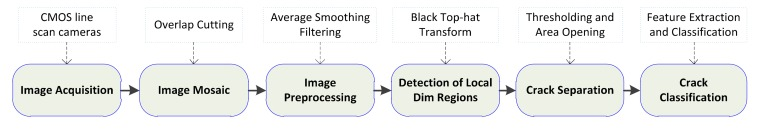 CMOS line
scan cameras
Overlap Cutting
Average Smoothing
Filtering
Black Top-hat
Transform
Thresholding and
Area Opening
Feature Extraction
and Classification
Image Acquisition
Image Mosaic
Image
Preprocessing
Detection of Local
Dim Regions
Crack Separation
Crack
Classification